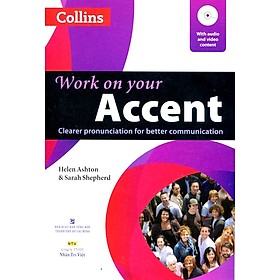 Collins
With audio
and video
content
Work on your
Accent
Clearer pronunciation for better communication
Helen Ashton
& Sarah Shepherd
NTV
Nhân Trí Việt